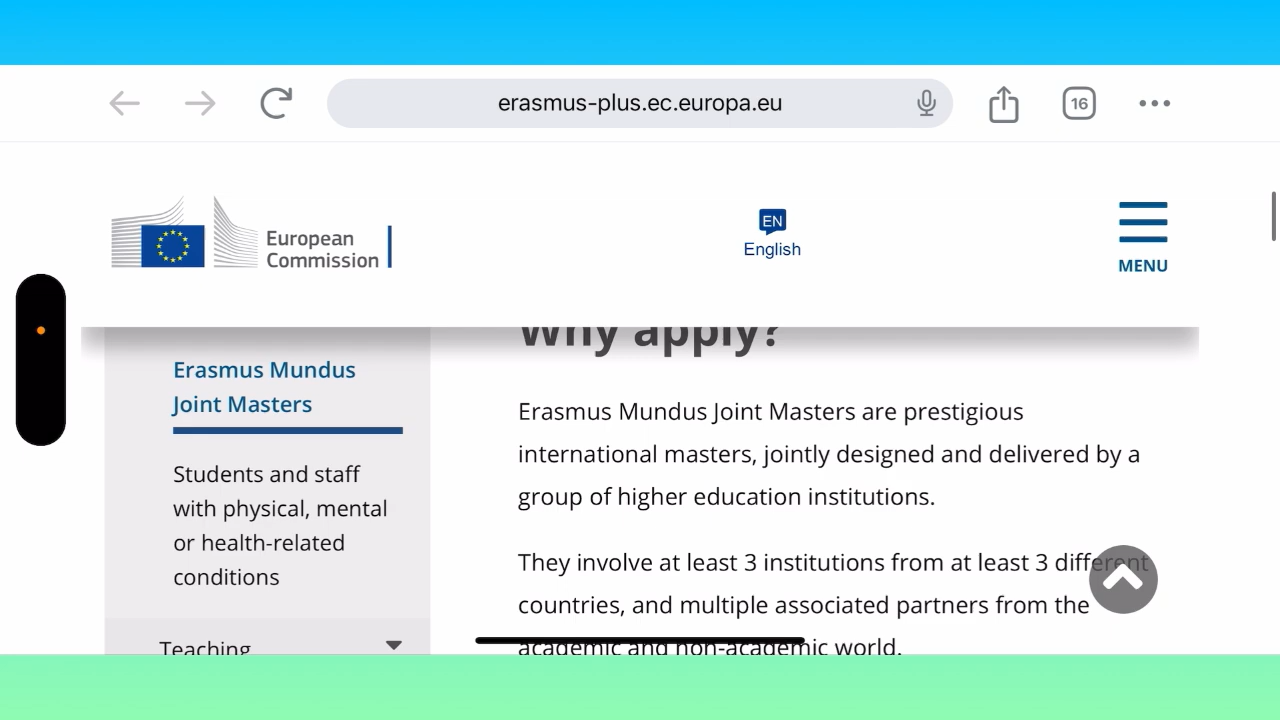 erasmus-plus.ec.europa.eu
16
European
Commission
EN
English
MENU
Why apply?
Erasmus Mundus
Joint Masters
Students and staff
with physical, mental
or health-related
conditions
Teaching
Erasmus Mundus Joint Masters are prestigious
international masters, jointly designed and delivered by a
group of higher education institutions.
They involve at least 3 institutions from at least 3 different
countries, and multiple associated partners from the
academic and non-academic world.